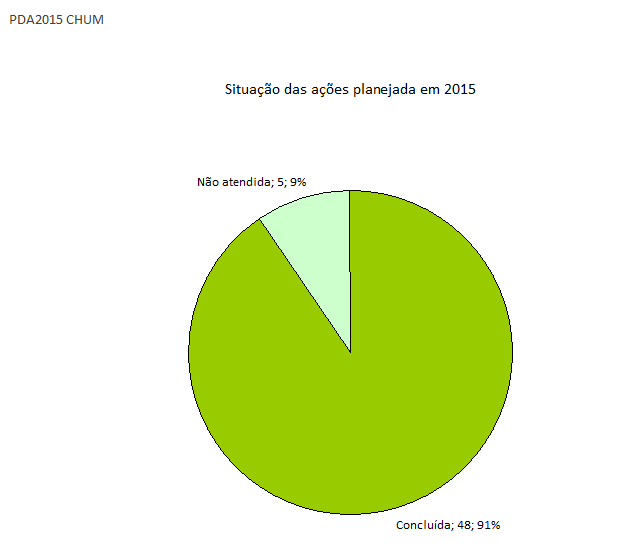 PDA2015 CHUM
Situação das ações planejada em 2015
Não atendida; 5; 9%
Concluída; 48; 91%